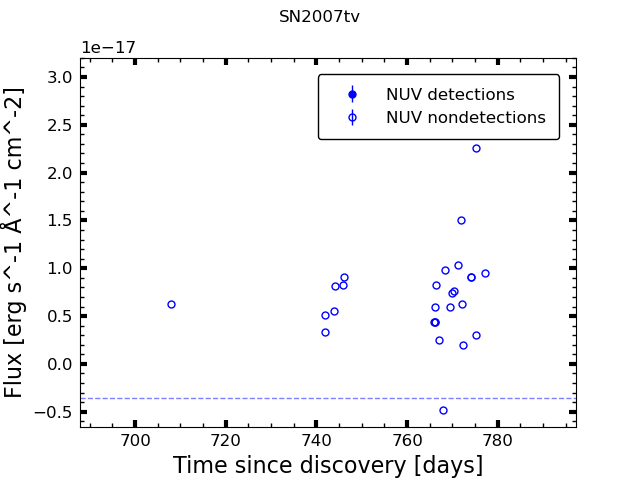 SN2007tv
1e−17
3.0
2.5
2.0
1.5
1.0
0.5
0.0
−0.5
NUV detections
NUV nondetections
700 720 740 760 780
Time since discovery [days]
Flux [erg s^-1 Å^-1 cm^-2]